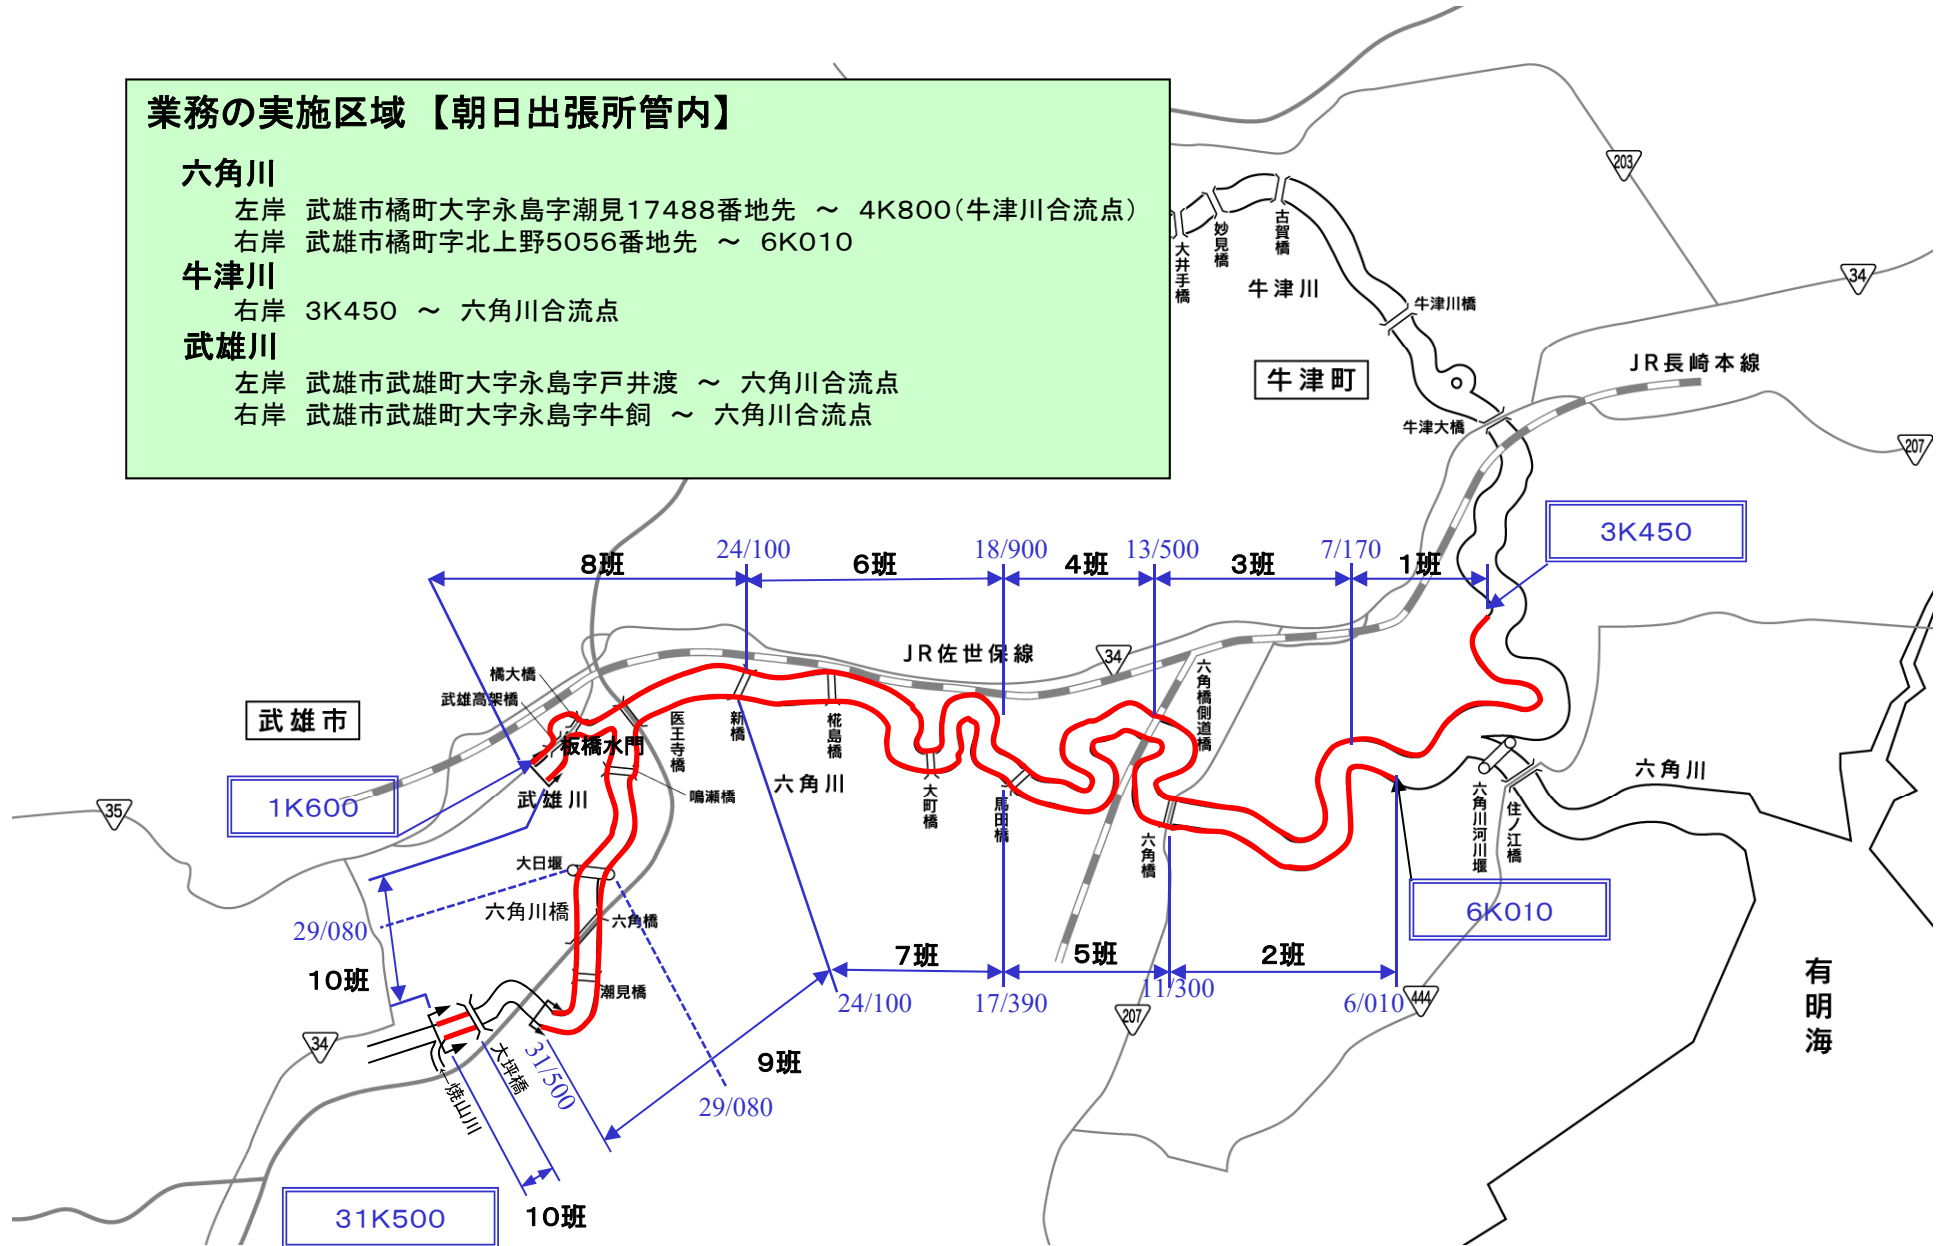 業務の実施区域 【朝日出張所管内】
六角川
左岸 武雄市橘町大字永島字潮見17488番地先 ～ 4K800(牛津川合流点)
右岸 武雄市橘町字北上野5056番地先 ～ 6K010
牛津川
右岸 3K450 ～ 六角川合流点
武雄川
左岸 武雄市武雄町大字永島字戸井渡 ～ 六角川合流点
右岸 武雄市武雄町大字永島字牛飼 ～ 六角川合流点
203
34
207
大井手橋
妙見橋
古賀橋
牛津川
牛津川橋
牛津町
JR長崎本線
牛津大橋
3K450
8班
24/100
6班
18/900
4班
13/500
3班
7/170
1班
JR佐世保線
34
橘大橋
武雄高架橋
武雄市
板橋水門
医王寺橋
新橋
椛島橋
六角橋側道橋
六角川
大町橋
馬田橋
六角橋
六角川
六角川河川堰
住ノ江橋
武雄川
鳴瀬橋
1K600
35
大日堰
六角川橋
六角橋
29/080
10班
潮見橋
6K010
7班
5班
2班
24/100
17/390
11/300
6/010
444
207
有明海
34
大坪橋
31/500
焼山川
9班
29/080
31K500
10班